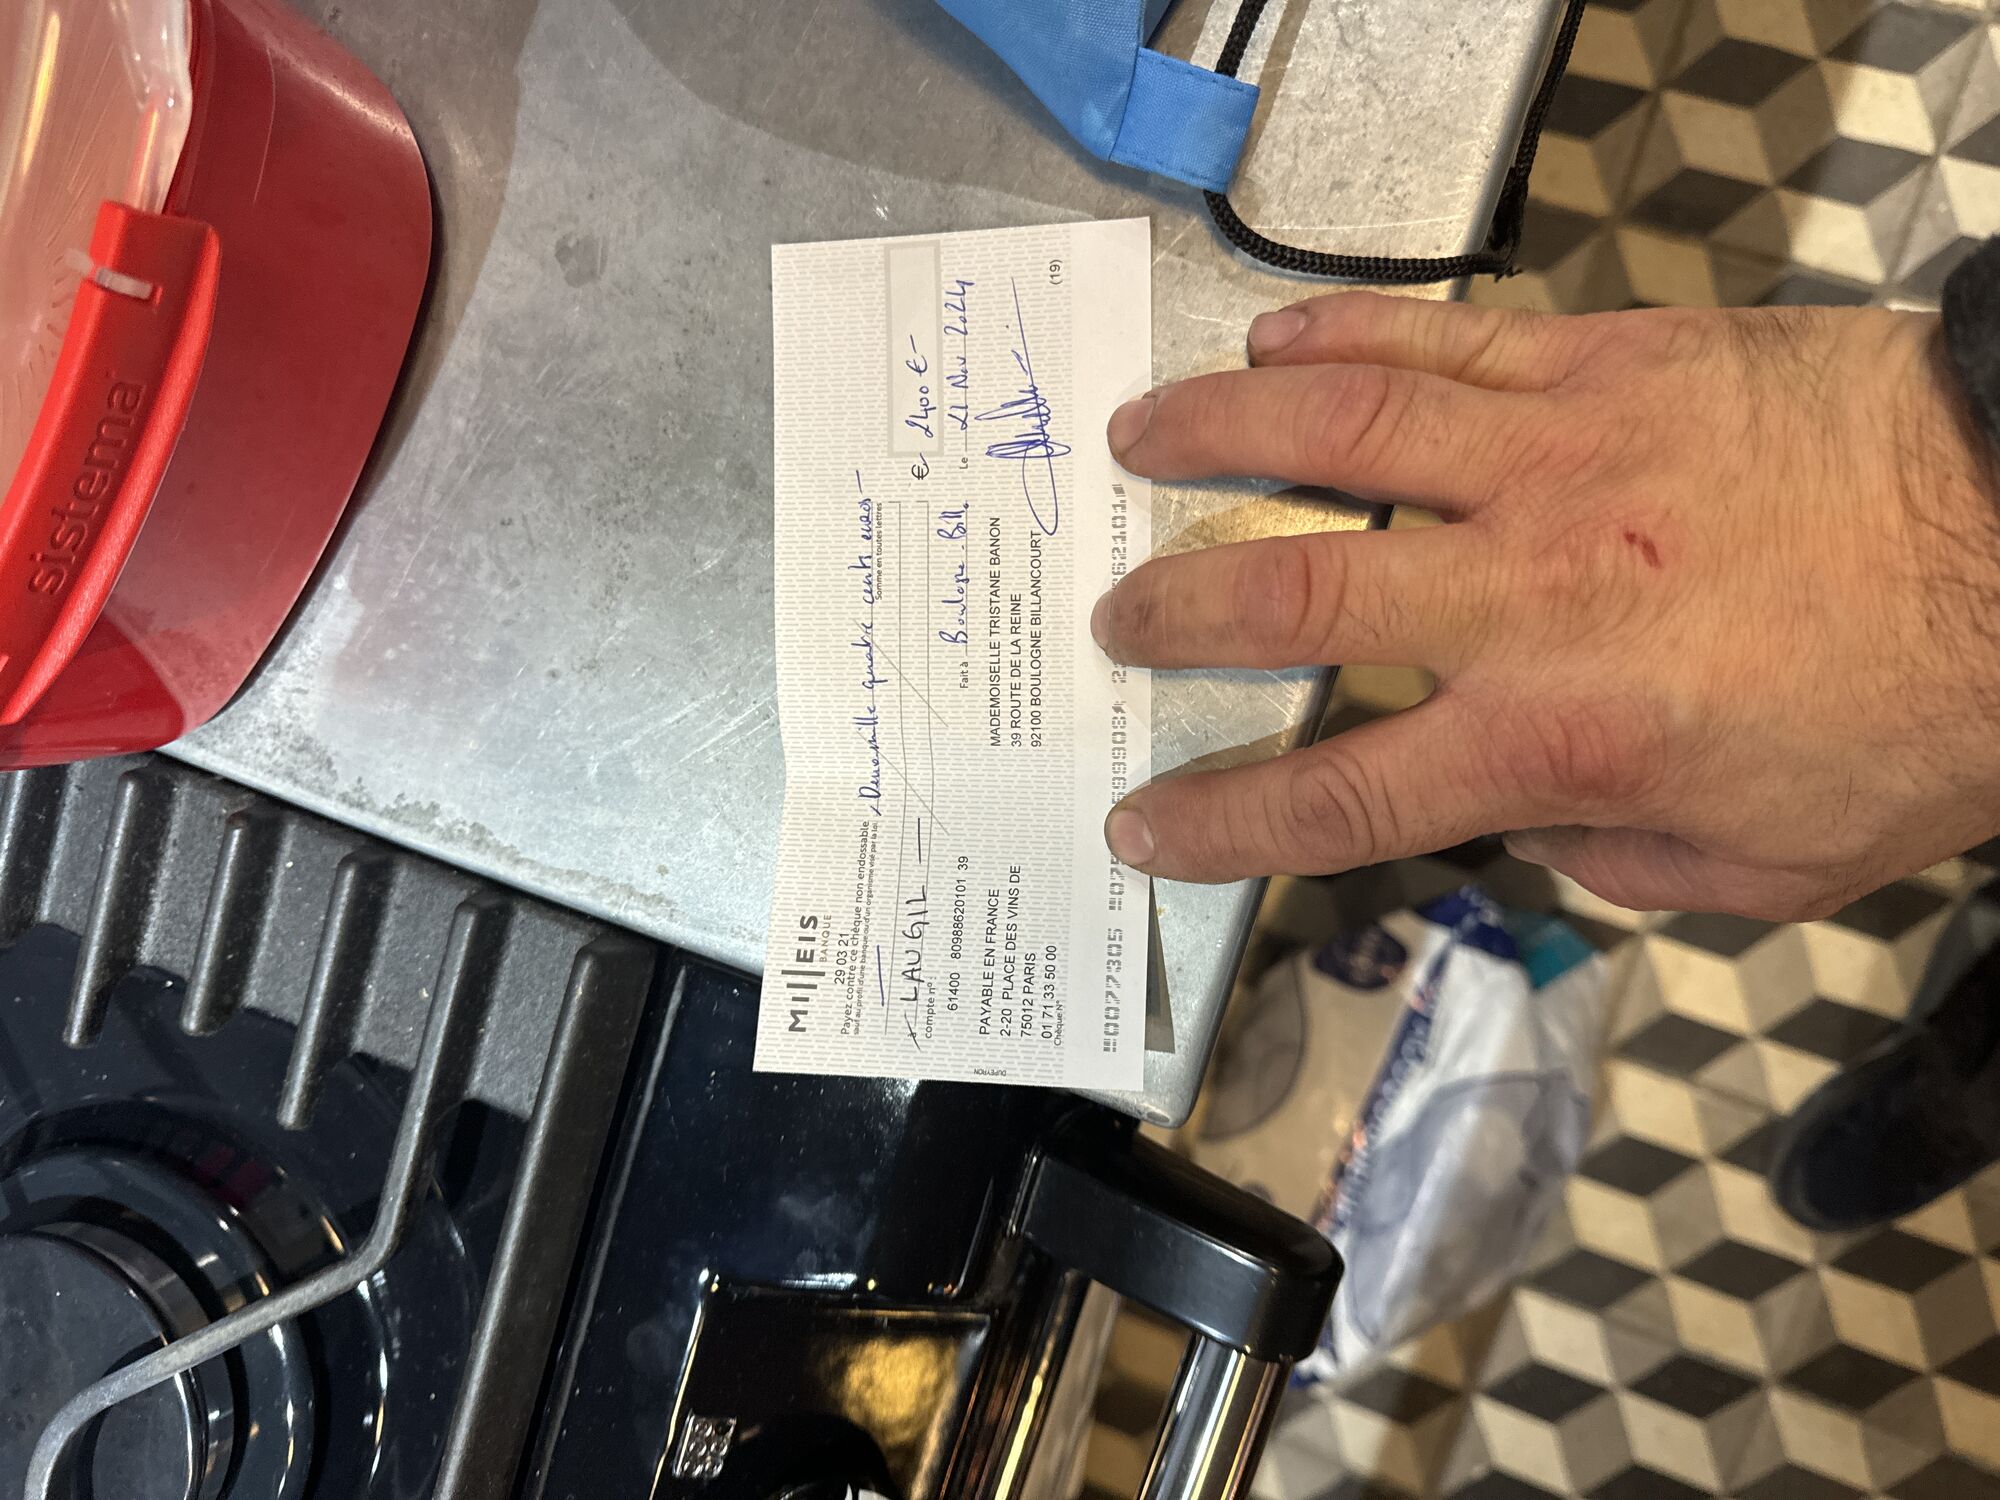 sistema
MILLEIS
BANQUE
29 03 21
Payez contre ce chèque non endossable
sauf au profit d'une banque ou d'un organisme visé par la loi
Deux mille quatre cents euros
Somme en toutes lettres
LAUGIL
€ 2400 €
compte n°
61400 80988620101 39
Fait à Boulogne-Bill. Le 21 Nov 2024
PAYABLE EN FRANCE
2-20 PLACE DES VINS DE
75012 PARIS
01 71 33 50 00
Chèque N°
MADEMOISELLE TRISTANE BANON
39 ROUTE DE LA REINE
92100 BOULOGNE BILLANCOURT
(19)
DUPEYRON
0077305